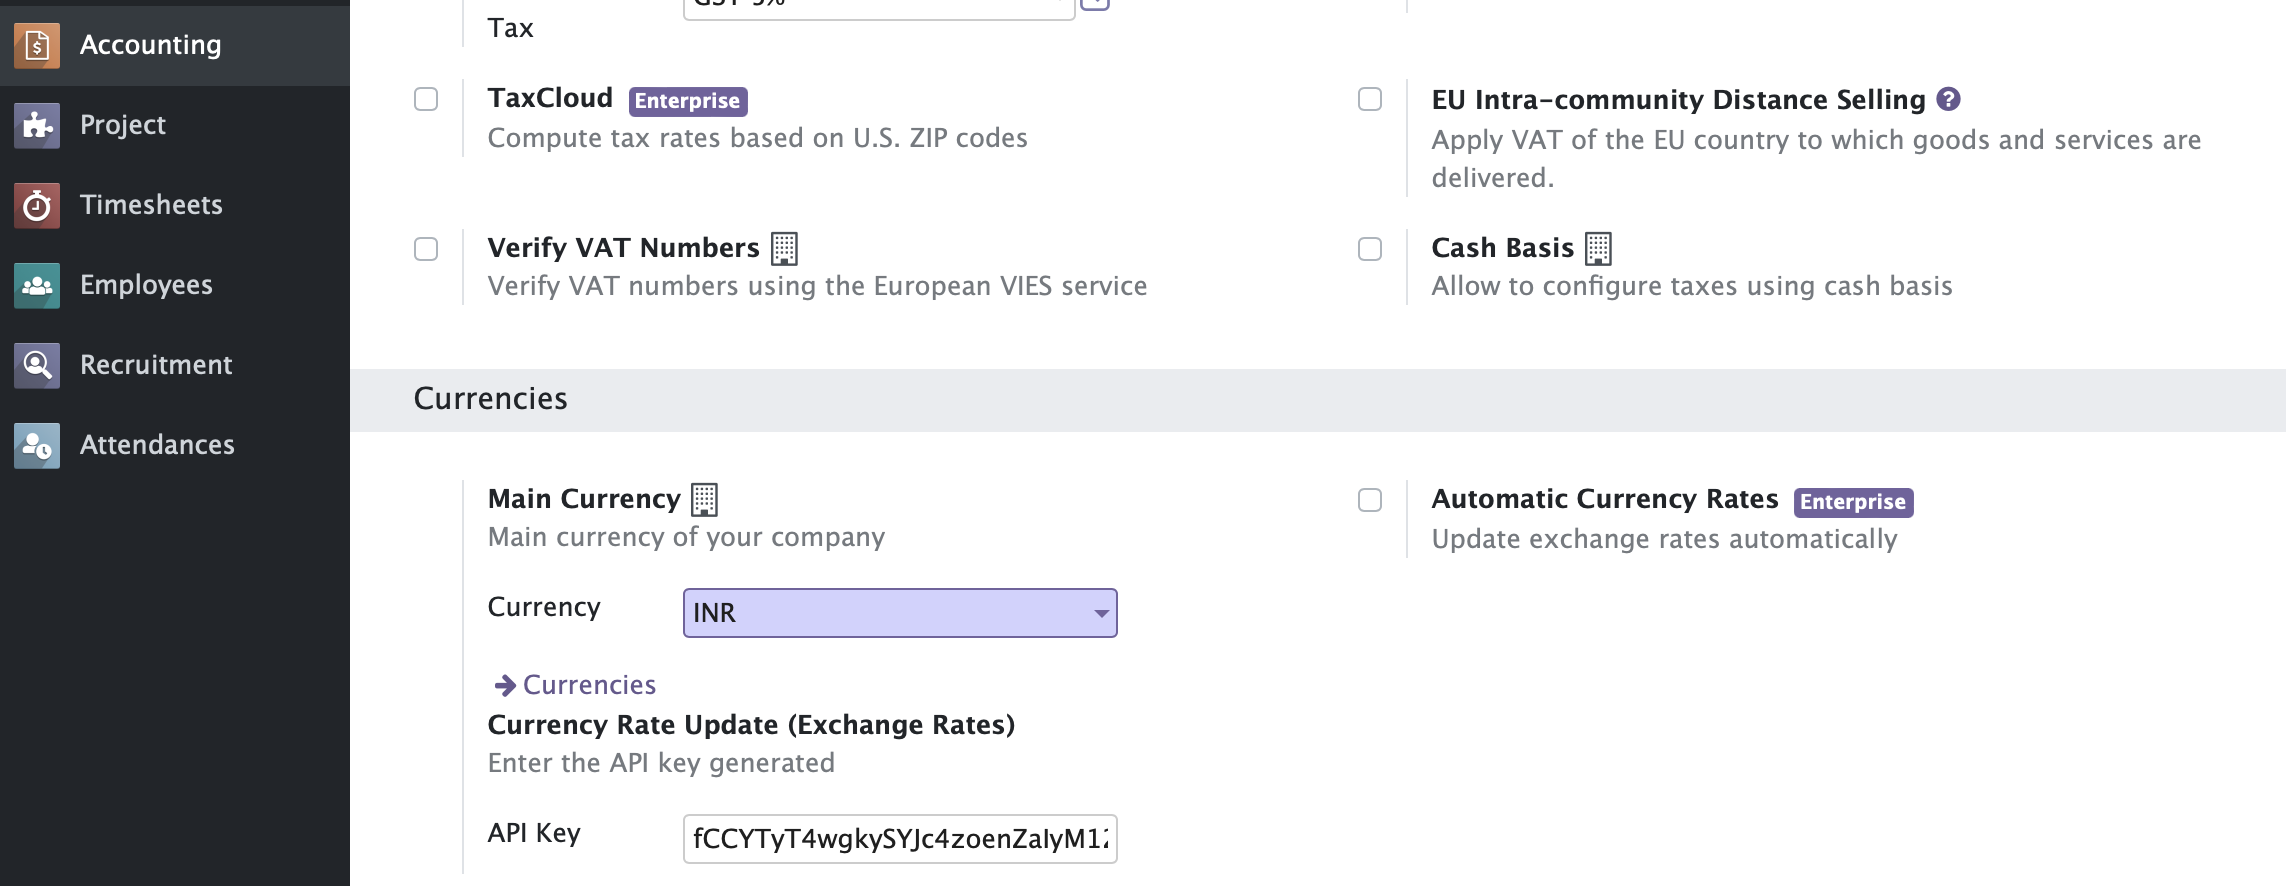 Accounting
Project
Timesheets
Employees
Recruitment
Attendances
Tax
TaxCloud Enterprise
Compute tax rates based on U.S. ZIP codes
EU Intra-community Distance Selling ?
Apply VAT of the EU country to which goods and services are
delivered.
Verify VAT Numbers
Verify VAT numbers using the European VIES service
Cash Basis
Allow to configure taxes using cash basis
Currencies
Main Currency
Main currency of your company
Currency INR
Currencies
Currency Rate Update (Exchange Rates)
Enter the API key generated
API Key
Automatic Currency Rates Enterprise
Update exchange rates automatically